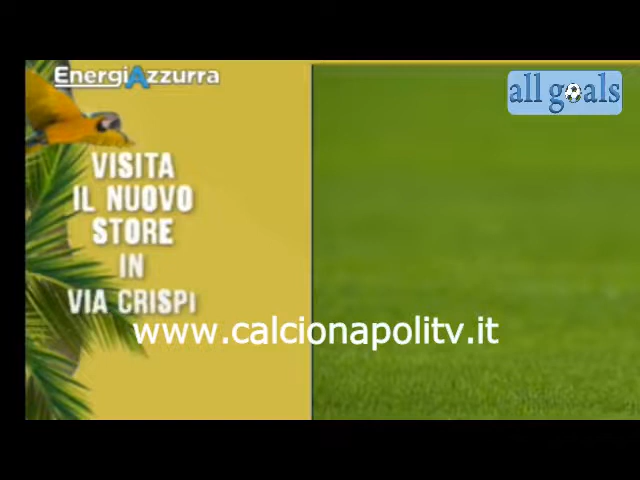 EnergiAzzurra
all goals
VISITA
IL NUOVO
STORE
IN
VIA CRISPI
www.calcionapolitv.it